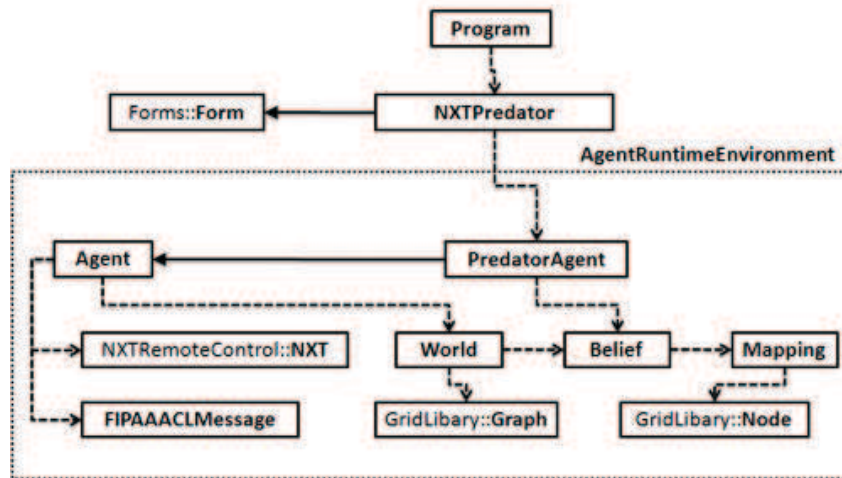 Program
Forms::Form
NXTPredator
AgentRuntimeEnvironment
Agent
PredatorAgent
NXTRemoteControl::NXT
World
Belief
Mapping
FIPAAACLMessage
GridLibary::Graph
GridLibary::Node